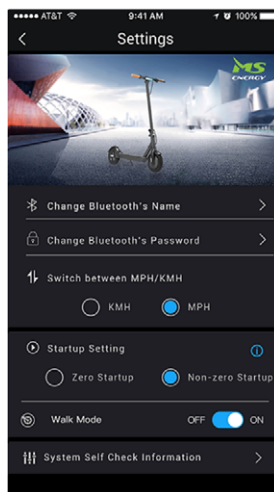 AT&T 9:41 AM 100%
Settings
MS
ENERGY
Change Bluetooth's Name
Change Bluetooth's Password
Switch between MPH/KMH
KMH MPH
Startup Setting
Zero Startup Non-zero Startup
Walk Mode OFF ON
System Self Check Information